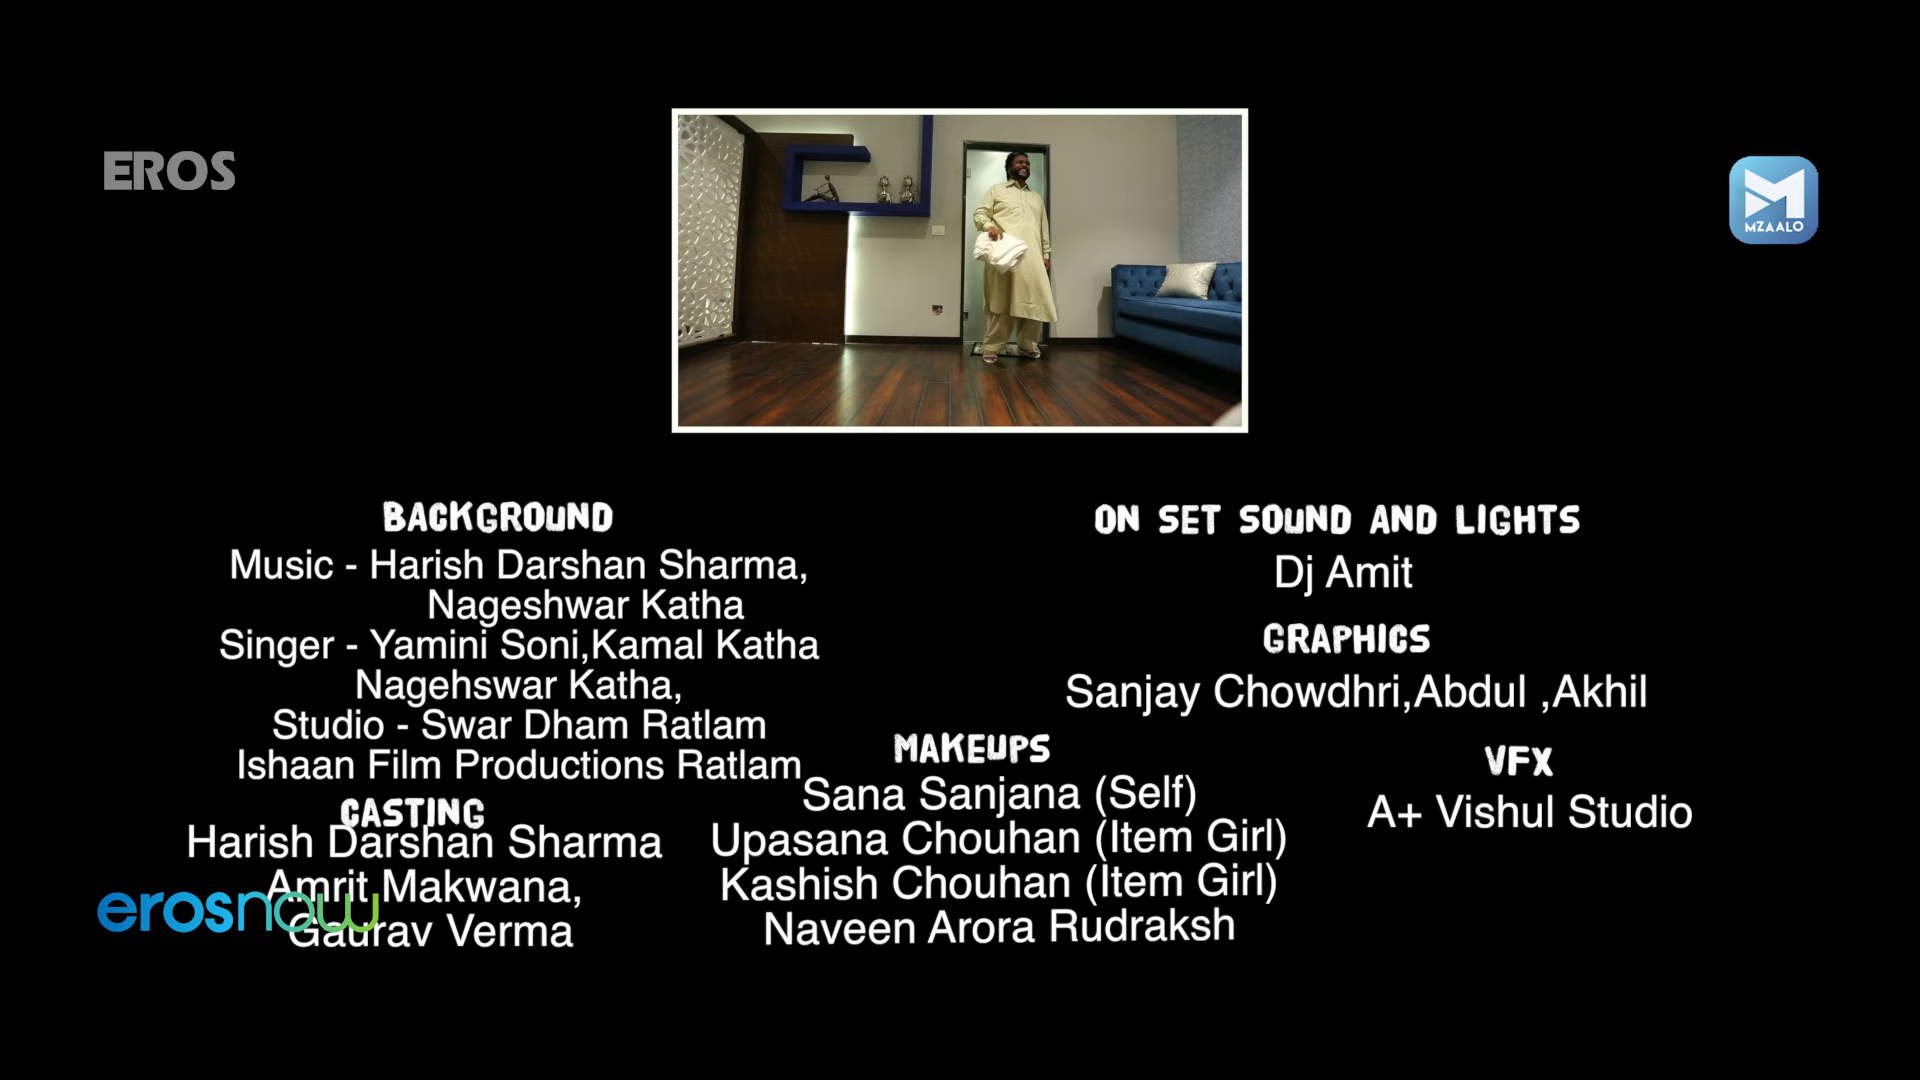 EROS
MZAALO
BACKGROUND
Music - Harish Darshan Sharma,
Nageshwar Katha
Singer - Yamini Soni,Kamal Katha
Nagehswar Katha,
Studio - Swar Dham Ratlam
Ishaan Film Productions Ratlam
CASTING
Harish Darshan Sharma
Amrit Makwana,
Gaurav Verma
erosnow
MAKEUPS
Sana Sanjana (Self)
Upasana Chouhan (Item Girl)
Kashish Chouhan (Item Girl)
Naveen Arora Rudraksh
ON SET SOUND AND LIGHTS
Dj Amit
GRAPHICS
Sanjay Chowdhri,Abdul ,Akhil
VFX
A+ Vishul Studio